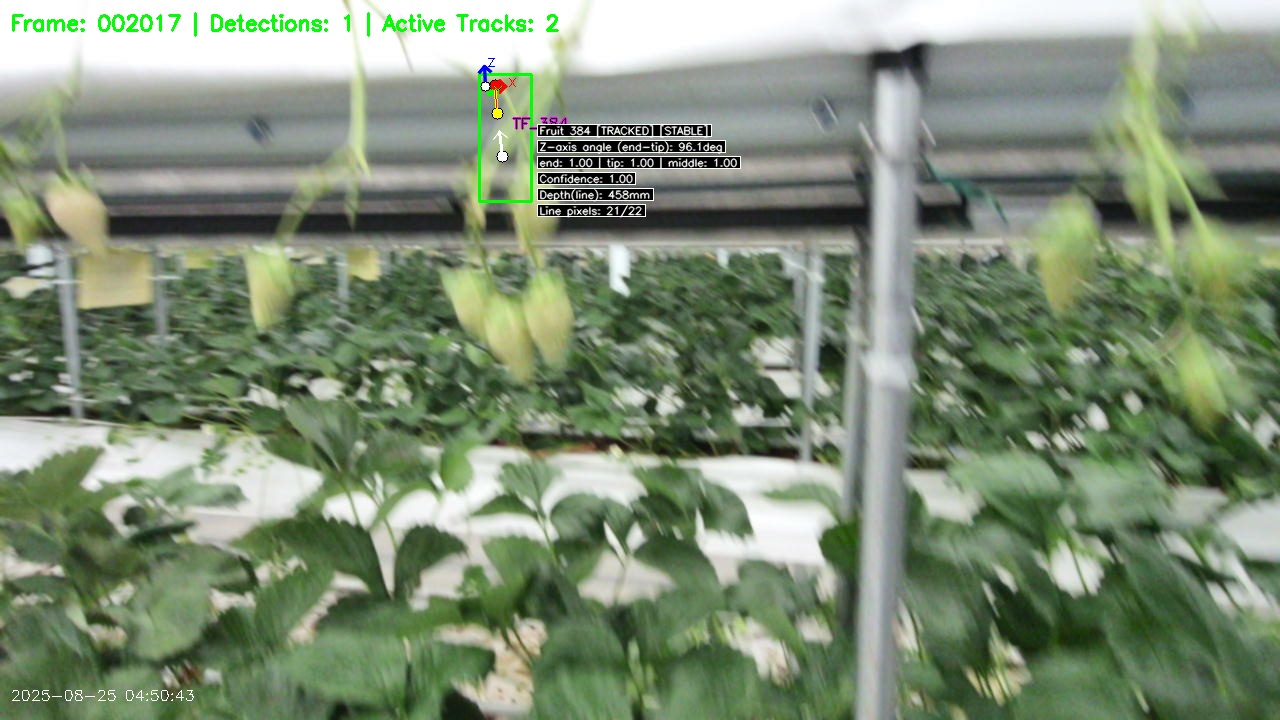 Frame: 002017 | Detections: 1 | Active Tracks: 2
Z
X
TF_384
Fruit 384 [TRACKED] [STABLE]
Z-axis angle (end-tip): 96.1deg
end: 1.00 | tip: 1.00 | middle: 1.00
Confidence: 1.00
Depth(line): 458mm
Line pixels: 21/22
2025-08-25 04:50:43